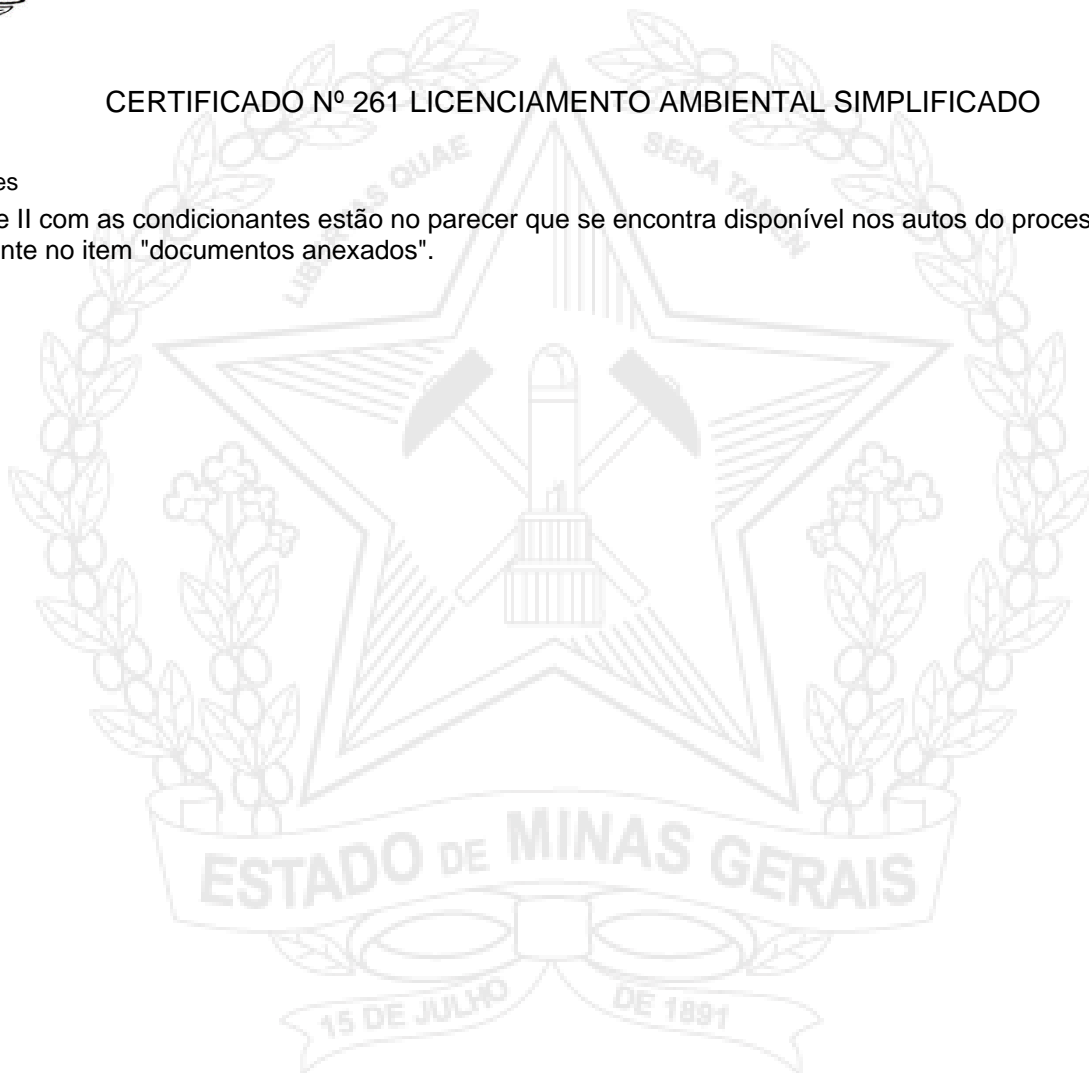 CERTIFICADO Nº 261 LICENCIAMENTO AMBIENTAL SIMPLIFICADO
es
e II com as condicionantes estão no parecer que se encontra disponível nos autos do proces
nte no item "documentos anexados".
LIBERTAS QUAE SERA TAMEN
ESTADO DE MINAS GERAIS
15 DE JULHO DE 1891